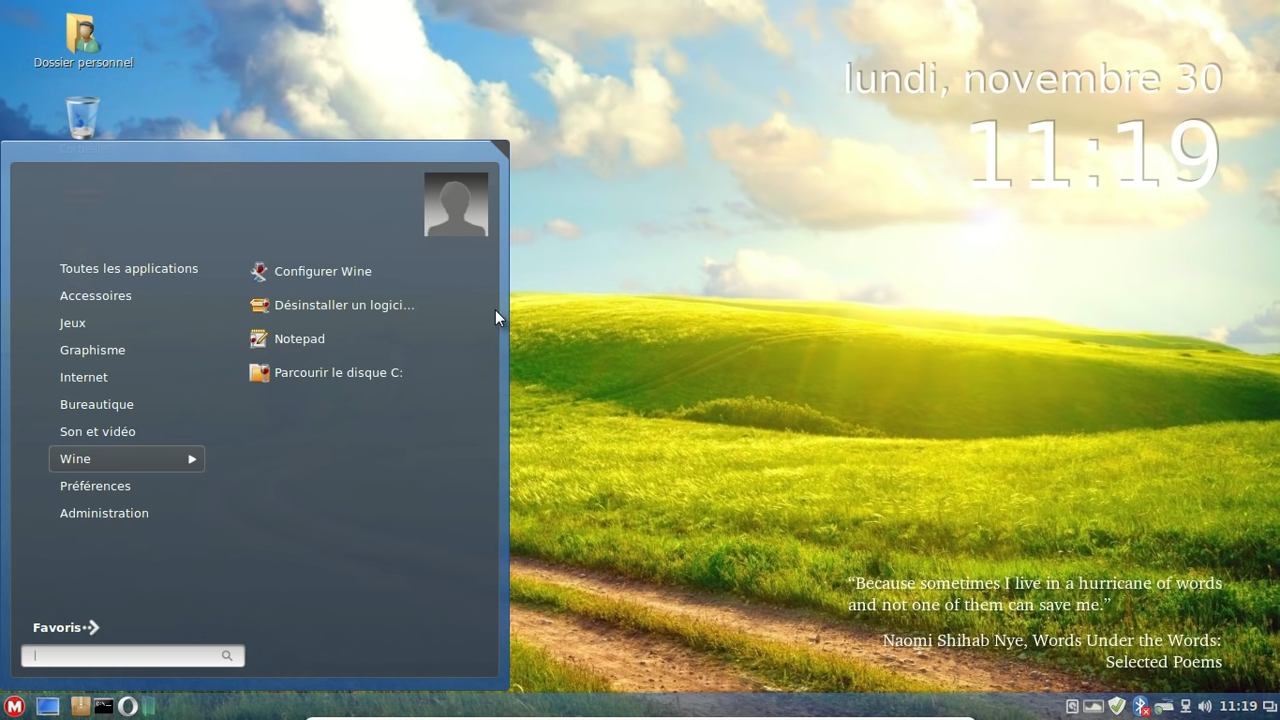 Dossier personnel
lundi, novembre 30
11:19
Toutes les applications
Accessoires
Jeux
Graphisme
Internet
Bureautique
Son et vidéo
Wine
Préférences
Administration
Configurer Wine
Désinstaller un logici...
Notepad
Parcourir le disque C:
Favoris
“Because sometimes I live in a hurricane of words
and not one of them can save me.”
Naomi Shihab Nye, Words Under the Words:
Selected Poems
11:19